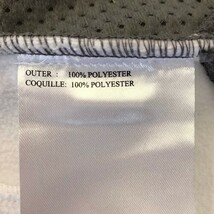 OUTER. : 100% POLYESTER
COQUILLE: 100% POLYESTER